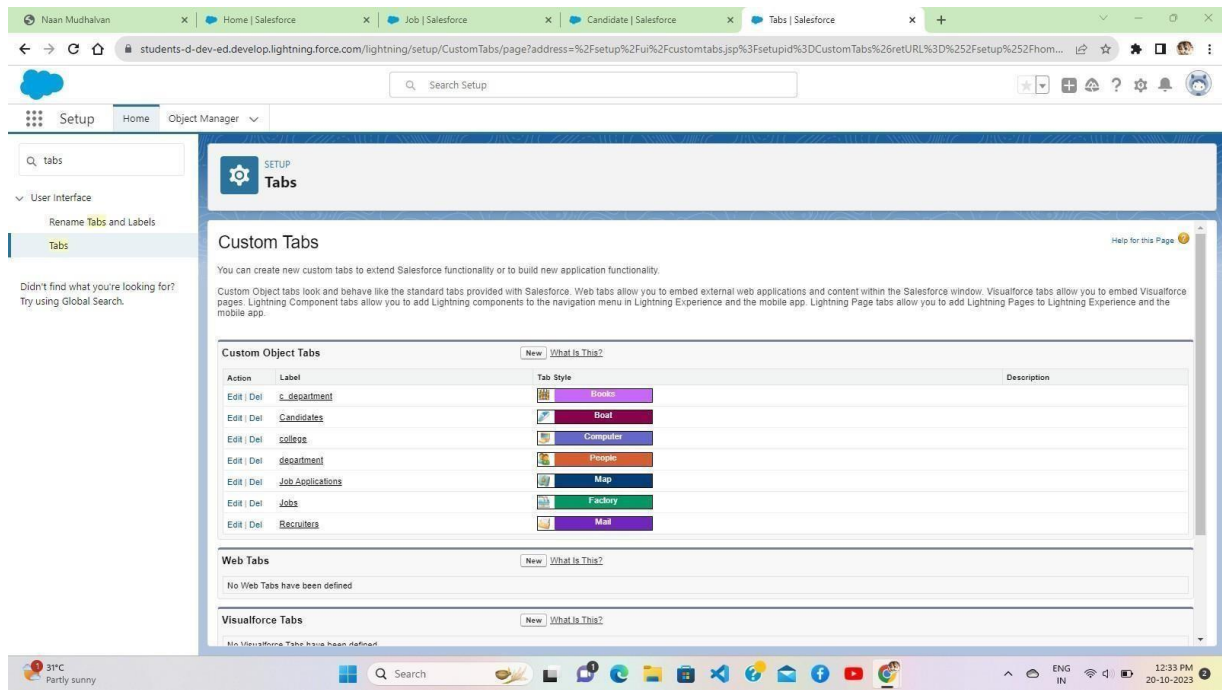 Naan Mudhalvan
Home | Salesforce
Job | Salesforce
Candidate | Salesforce
Tabs | Salesforce
students-d-dev-ed.develop.lightning.force.com/lightning/setup/CustomTabs/page?address=%2Fsetup%2Fui%2Fcustomtabs.jsp%3Fsetupid%3DCustomTabs%26retURL%3D%252Fsetup%252Fhom...
Search Setup
Setup Home Object Manager
tabs
User Interface
Rename Tabs and Labels
Tabs
Didn't find what you're looking for?
Try using Global Search.
SETUP
Tabs
Custom Tabs
Help for this Page
You can create new custom tabs to extend Salesforce functionality or to build new application functionality.
Custom Object tabs look and behave like the standard tabs provided with Salesforce. Web tabs allow you to embed external web applications and content within the Salesforce window. Visualforce tabs allow you to embed Visualforce
pages. Lightning Component tabs allow you to add Lightning components to the navigation menu in Lightning Experience and the mobile app. Lightning Page tabs allow you to add Lightning Pages to Lightning Experience and the
mobile app.
Custom Object Tabs New What Is This?
Action Label Tab Style Description
Edit | Del c_department Books
Edit | Del Candidates Boat
Edit | Del college Computer
Edit | Del department People
Edit | Del Job Applications Map
Edit | Del Jobs Factory
Edit | Del Recruiters Mail
Web Tabs New What Is This?
No Web Tabs have been defined
Visualforce Tabs New What Is This?
No Visualforce Tabs have been defined
1
31°C
Partly sunny
Search
1
ENG
IN
12:33 PM
20-10-2023
2